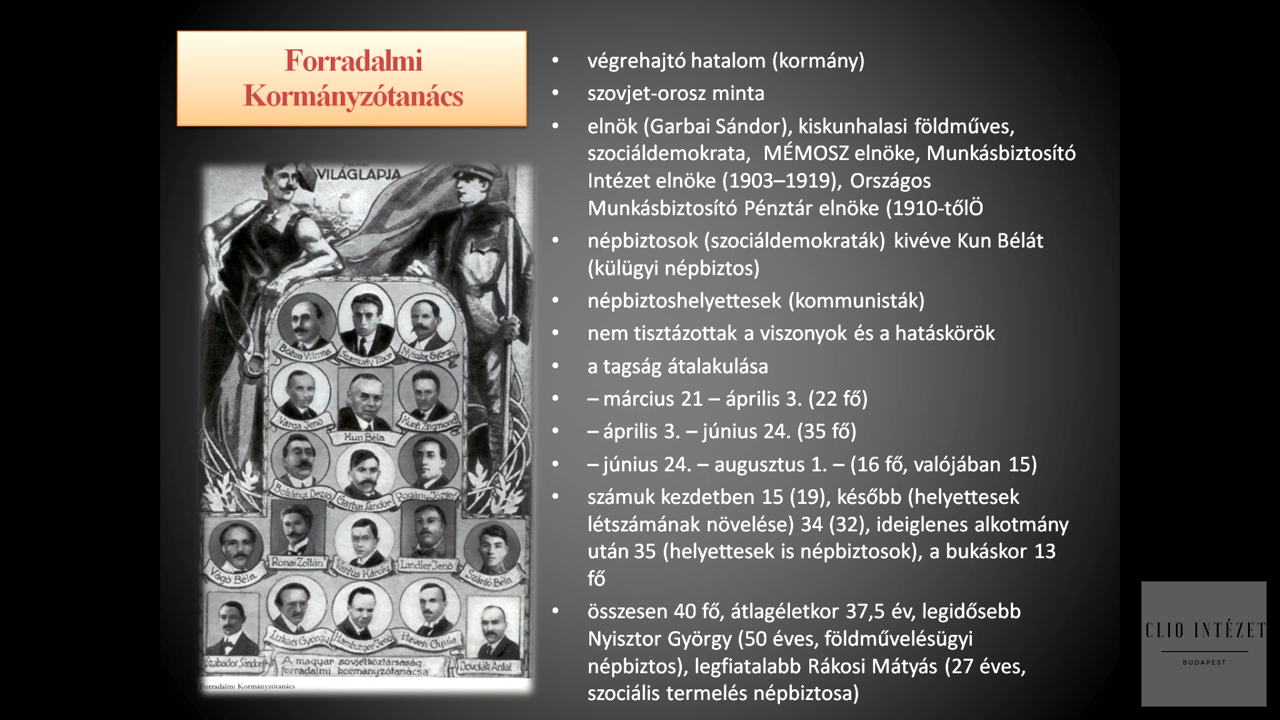 Forradalmi
Kormányzótanács
VILÁGLAPJA
Böhm Vilmos
Szamuely Tibor
Nyisztor György
Varga Jenő
Kun Béla
Kunfi Zsigmond
Pogány József
Garbai Sándor
Vágó Béla
Rónai Zoltán
Vántus Károly
Landler Jenő
Szántó Béla
Szabados Sándor
Lukács György
Hamburger Jenő
Hevesi Gyula
Dovcsák Antal
A magyar sovjetköztársaság
forradalmi kormányzótanácsa
Forradalmi Kormányzótanács
• végrehajtó hatalom (kormány)
• szovjet-orosz minta
• elnök (Garbai Sándor), kiskunhalasi földműves,
szociáldemokrata, MÉMOSZ elnöke, Munkásbiztosító
Intézet elnöke (1903–1919), Országos
Munkásbiztosító Pénztár elnöke (1910-tőlÖ
• népbiztosok (szociáldemokraták) kivéve Kun Bélát
(külügyi népbiztos)
• népbiztoshelyettesek (kommunisták)
• nem tisztázottak a viszonyok és a hatáskörök
• a tagság átalakulása
• – március 21 – április 3. (22 fő)
• – április 3. – június 24. (35 fő)
• – június 24. – augusztus 1. – (16 fő, valójában 15)
• számuk kezdetben 15 (19), később (helyettesek
létszámának növelése) 34 (32), ideiglenes alkotmány
után 35 (helyettesek is népbiztosok), a bukáskor 13
fő
• összesen 40 fő, átlagéletkor 37,5 év, legidősebb
Nyisztor György (50 éves, földművelésügyi
népbiztos), legfiatalabb Rákosi Mátyás (27 éves,
szociális termelés népbiztosa)
CLIO INTÉZET
BUDAPEST